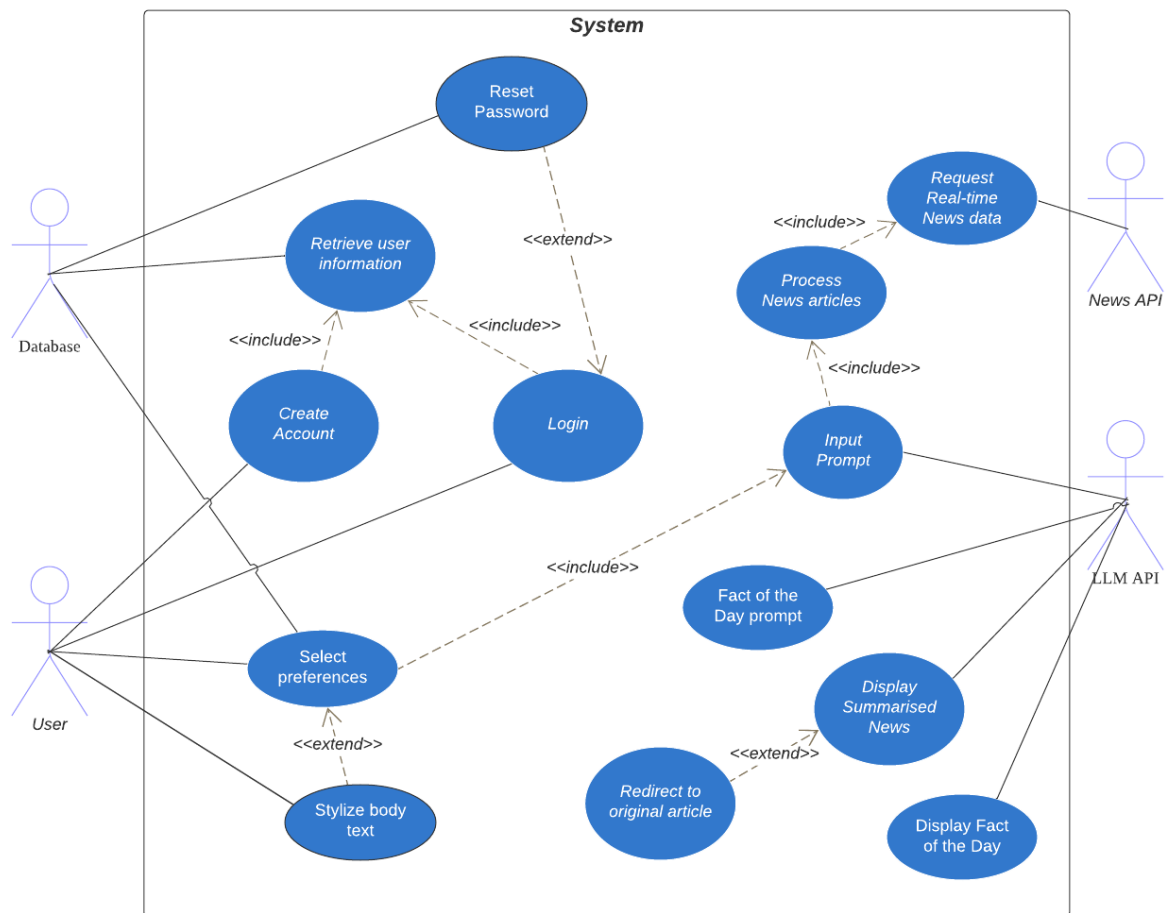 System
Reset
Password
Request
Real-time
News data
<<include>>
Retrieve user
information
<<extend>>
Process
News articles
News API
Database
<<include>>
<<include>>
<<include>>
Create
Account
Login
Input
Prompt
<<include>>
LLM API
Fact of the
Day prompt
Select
preferences
User
Display
Summarised
News
<<extend>>
<<extend>>
Redirect to
original article
Stylize body
text
Display Fact
of the Day